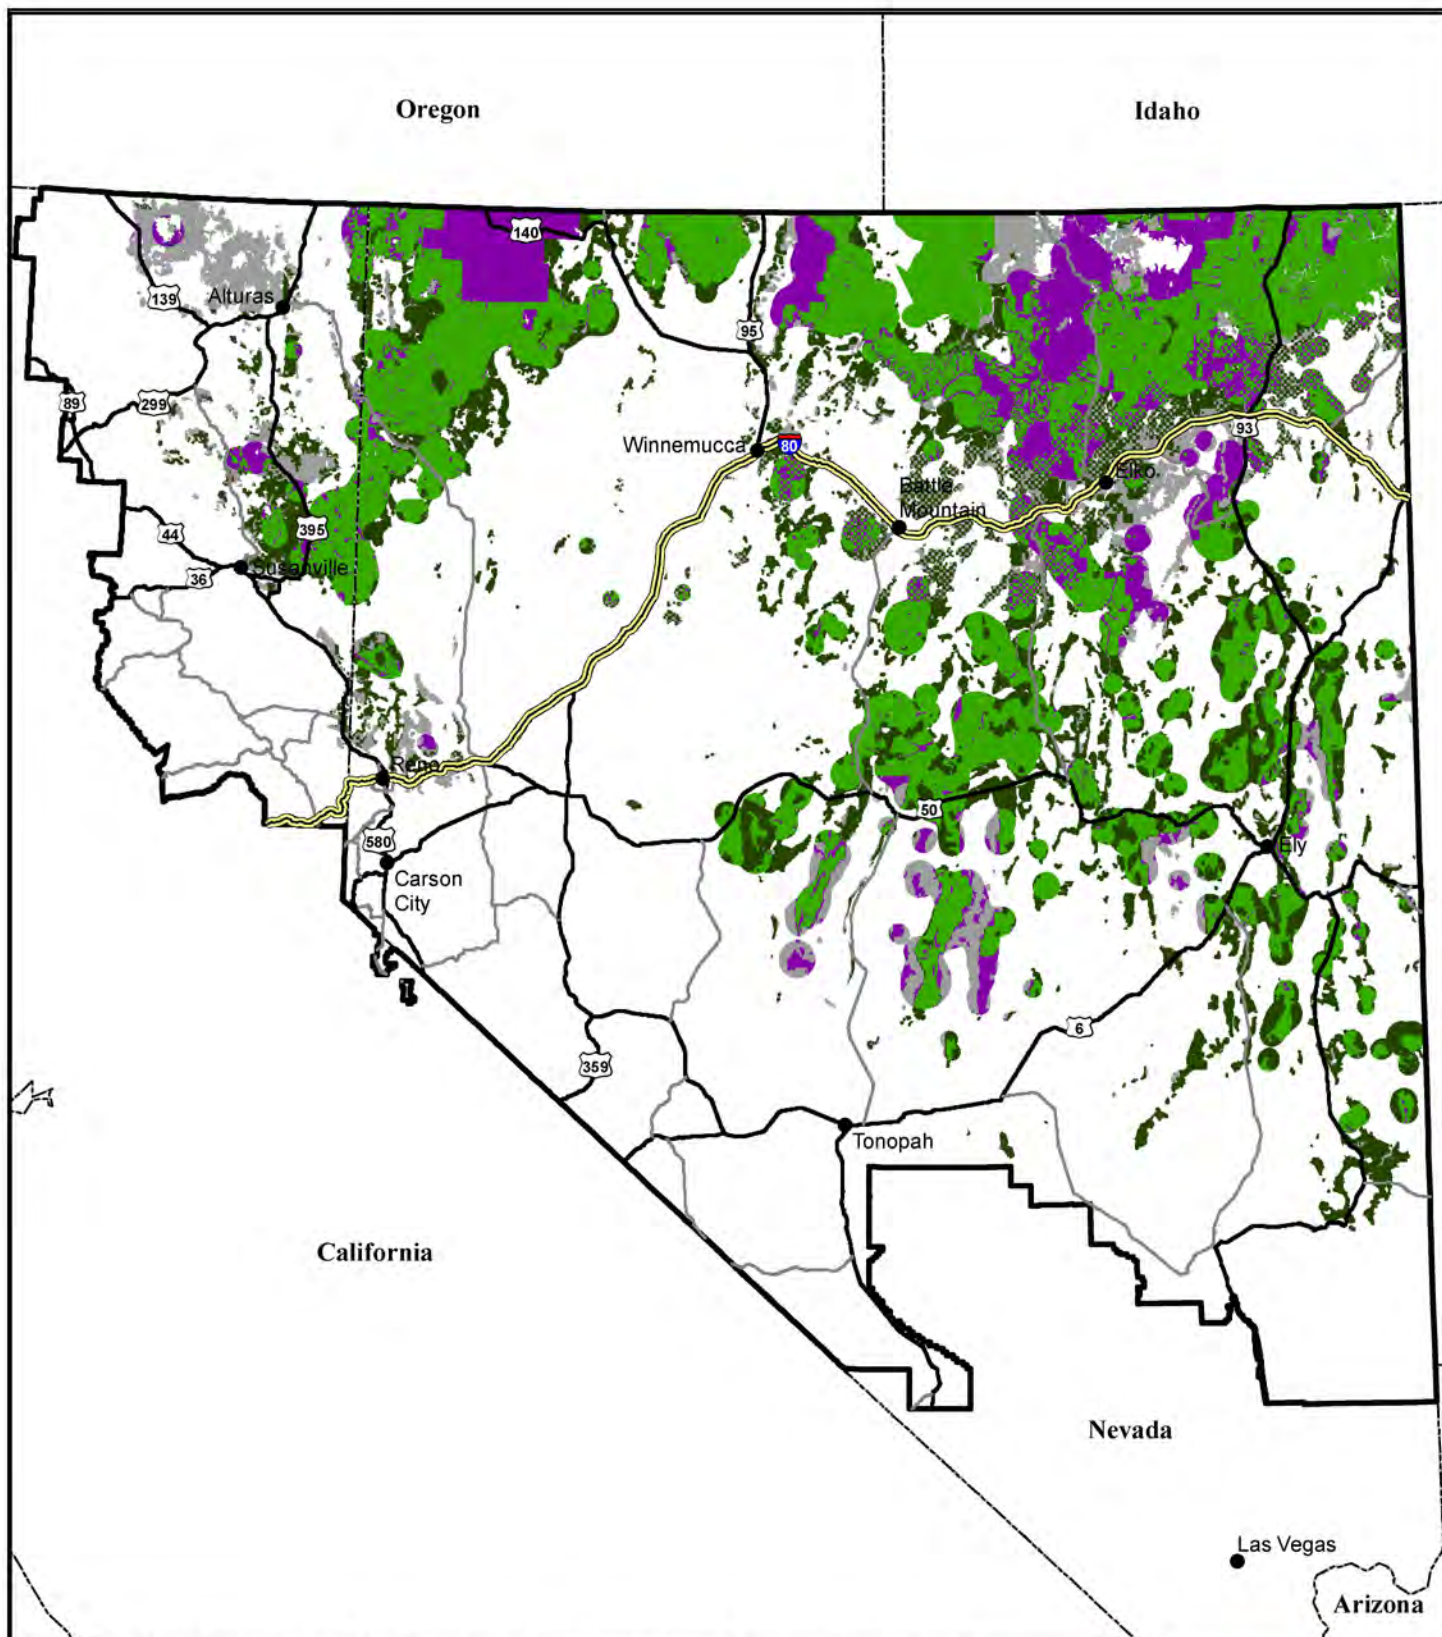 Oregon
Idaho
140
139
Alturas
95
89
299
93
Winnemucca
80
Elko
Battle
Mountain
395
44
Susanville
36
Reno
50
580
Ely
Carson
City
6
359
Tonopah
California
Nevada
Las Vegas
Arizona